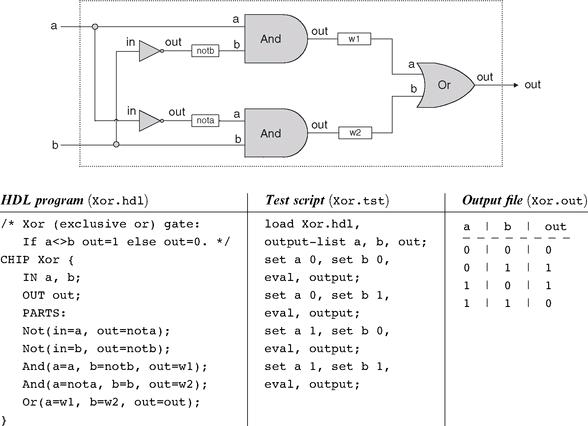 a
b
in
out
notb
a
b
And
out
w1
in
out
nota
a
b
And
out
w2
a
b
Or
out
out
HDL program (Xor.hdl)
/* Xor (exclusive or) gate:
If a<>b out=1 else out=0. */
CHIP Xor {
IN a, b;
OUT out;
PARTS:
Not(in=a, out=nota);
Not(in=b, out=notb);
And(a=a, b=notb, out=w1);
And(a=nota, b=b, out=w2);
Or(a=w1, b=w2, out=out);
}
Test script (Xor.tst)
load Xor.hdl,
output-list a, b, out;
set a 0, set b 0,
eval, output;
set a 0, set b 1,
eval, output;
set a 1, set b 0,
eval, output;
set a 1, set b 1,
eval, output;
Output file (Xor.out)
a | b | out
0 | 0 | 0
0 | 1 | 1
1 | 0 | 1
1 | 1 | 0